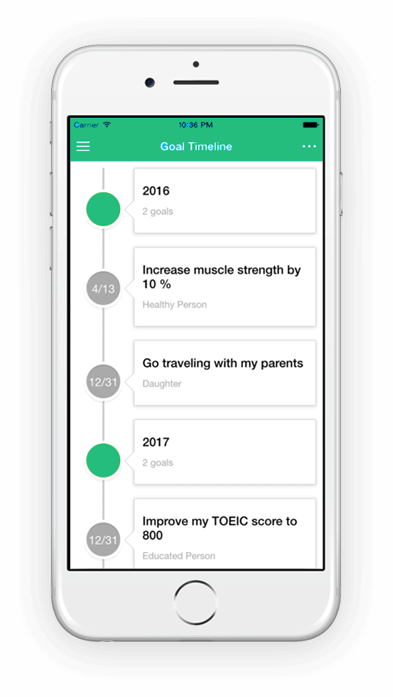 Carrier 10:36 PM
Goal Timeline
2016
2 goals
4/13
Increase muscle strength by
10 %
Healthy Person
12/31
Go traveling with my parents
Daughter
2017
2 goals
12/31
Improve my TOEIC score to
800
Educated Person